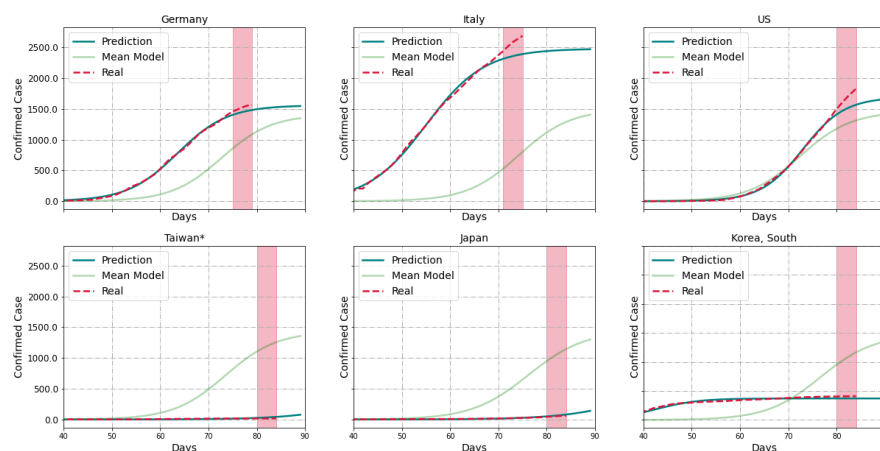 Germany
Italy
US
Confirmed Case
2500.0
2000.0
1500.0
1000.0
500.0
0.0
Prediction
Mean Model
Real
Days
Confirmed Case
Prediction
Mean Model
Real
Days
Confirmed Case
Prediction
Mean Model
Real
Days
Taiwan*
Japan
Korea, South
Confirmed Case
2500.0
2000.0
1500.0
1000.0
500.0
0.0
Prediction
Mean Model
Real
40 50 60 70 80 90
Days
Confirmed Case
Prediction
Mean Model
Real
40 50 60 70 80 90
Days
Confirmed Case
Prediction
Mean Model
Real
40 50 60 70 80 90
Days